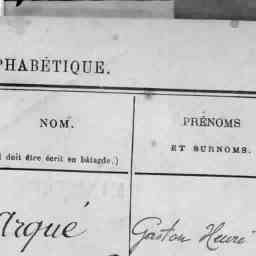 PHABÉTIQUE.
NOM. PRÉNOMS
ET SURNOMS.
doit être écrit en bâtarde.)
arqué Gaston Henri